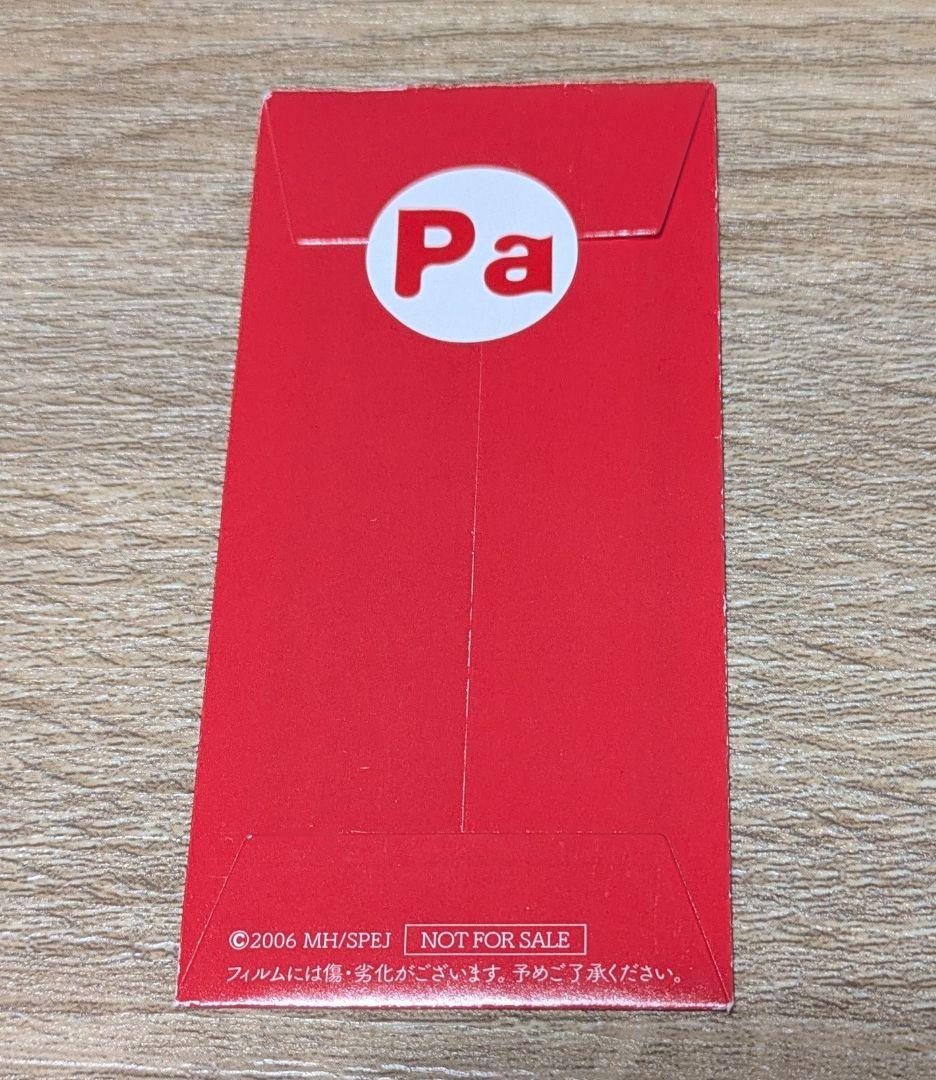 Pa
©2006 MH/SPEJ NOT FOR SALE
フィルムには傷・劣化がございます。予めご了承ください。